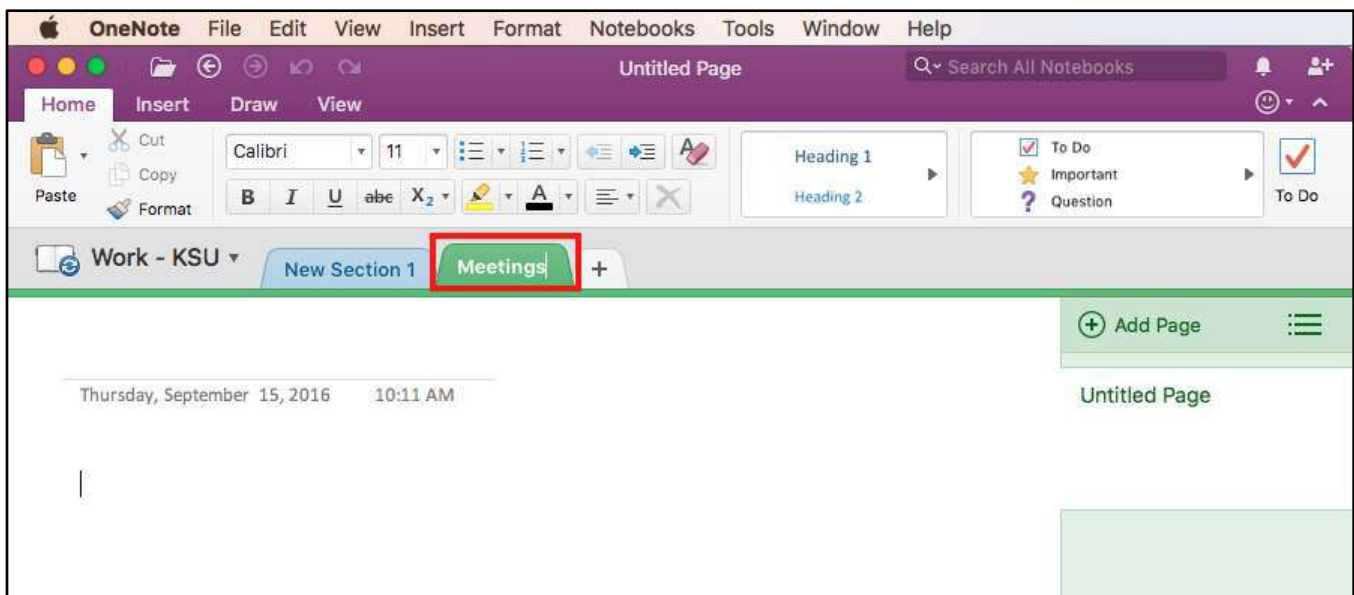 OneNote File Edit View Insert Format Notebooks Tools Window Help
Untitled Page
Search All Notebooks
Home Insert Draw View
Paste
Cut
Copy
Format
Calibri 11
B I U abc X₂ A
Heading 1
Heading 2
To Do
Important
Question
To Do
Work - KSU New Section 1 Meetings +
Add Page
Thursday, September 15, 2016 10:11 AM
Untitled Page